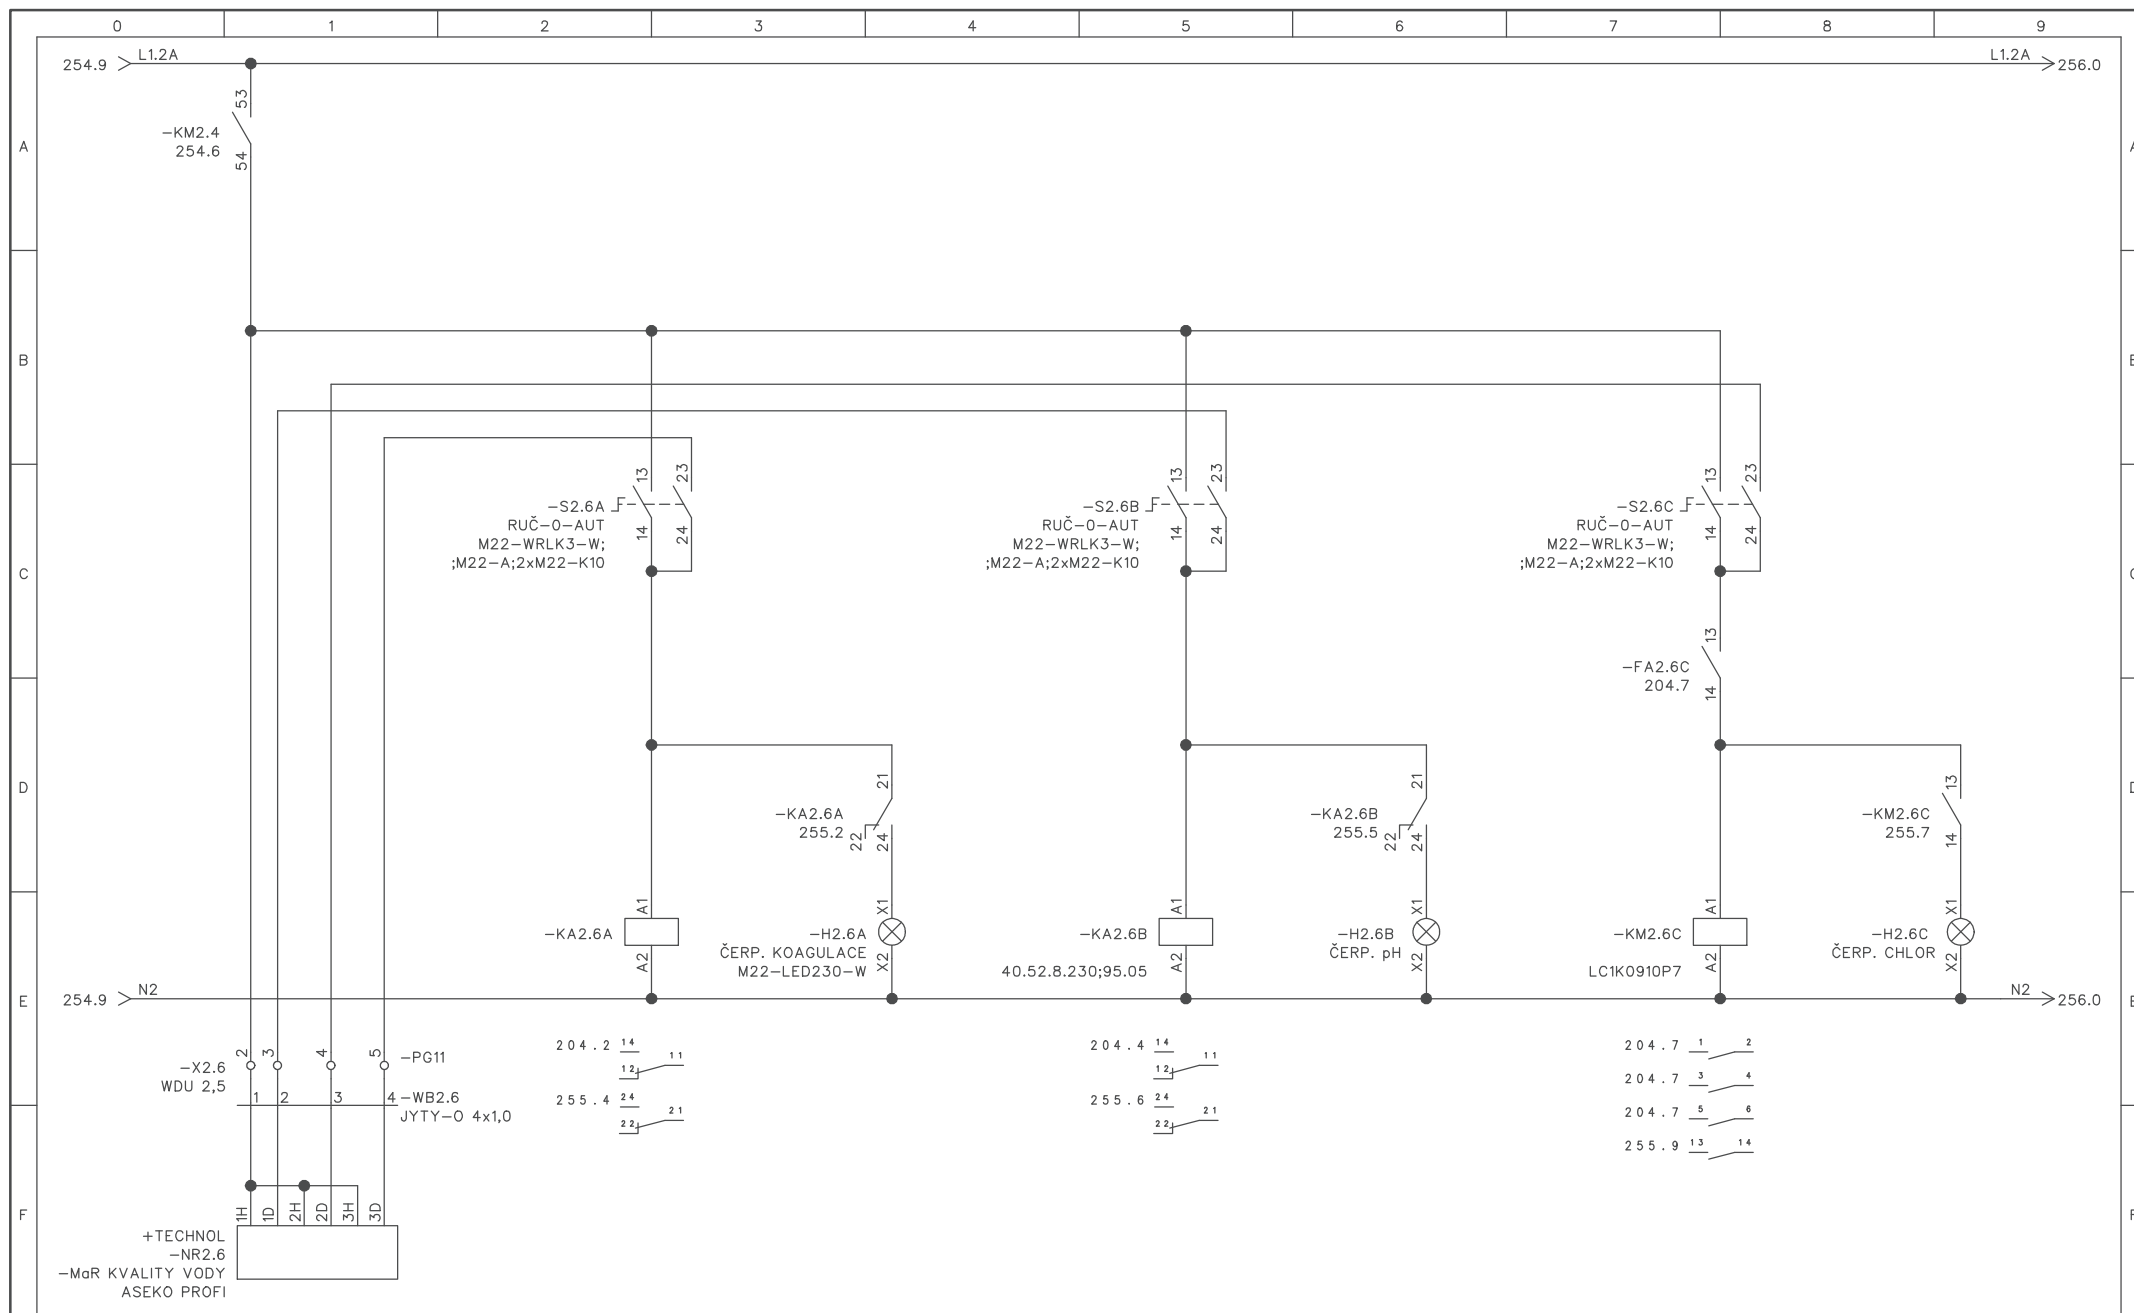 0 1 2 3 4 5 6 7 8 9
254.9 L1.2A L1.2A 256.0
53
-KM2.4
254.6
54
A A
B
13 23 13 23 13 23
-S2.6A -S2.6B -S2.6C
RUČ-0-AUT RUČ-0-AUT RUČ-0-AUT
14 24 14 24 14 24
M22-WRLK3-W; M22-WRLK3-W; M22-WRLK3-W;
;M22-A;2xM22-K10 ;M22-A;2xM22-K10 ;M22-A;2xM22-K10
C
13
-FA2.6C
204.7
14
D
21 21 13
-KA2.6A -KA2.6B -KM2.6C
255.2 255.5 255.7
22 24 22 24 14
A1 X1 A1 X1 A1 X1
-KA2.6A -H2.6A -KA2.6B -H2.6B -KM2.6C -H2.6C
ČERP. KOAGULACE ČERP. pH ČERP. CHLOR
A2 X2 A2 X2 A2 X2
M22-LED230-W 40.52.8.230;95.05 LC1K0910P7
E
254.9 N2 N2 256.0
2 3 4 5 -PG11
-X2.6
WDU 2,5
1 2 3 4 -WB2.6
JYTY-O 4x1,0
204.2 14 11 204.4 14 11 204.7 1 2
12 12 204.7 3 4
255.4 24 21 255.6 24 21 204.7 5 6
22 22 255.9 13 14
F
1H 1D 2H 2D 3H 3D
+TECHNOL
-NR2.6
-MaR KVALITY VODY
ASEKO PROFI